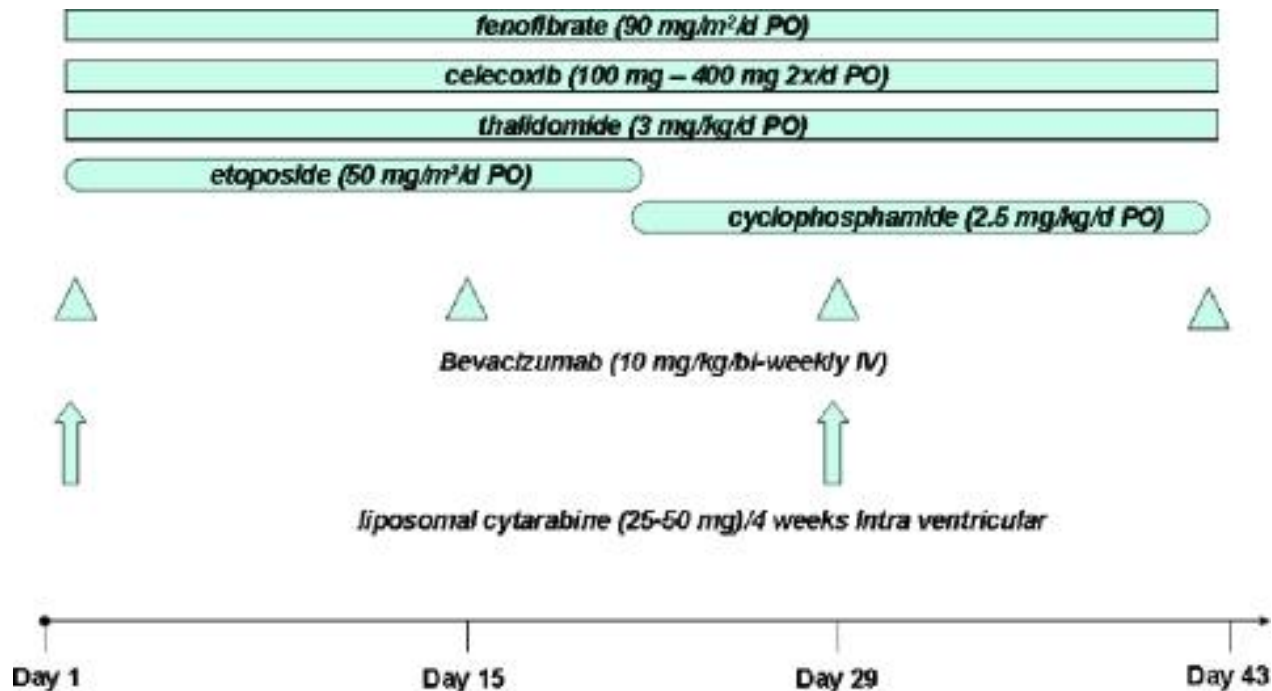 fenofibrate (90 mg/m²/d PO)
celecoxib (100 mg – 400 mg 2x/d PO)
thalidomide (3 mg/kg/d PO)
etoposide (50 mg/m²/d PO)
cyclophosphamide (2.5 mg/kg/d PO)
Bevacizumab (10 mg/kg/bi-weekly IV)
liposomal cytarabine (25-50 mg)/4 weeks Intra ventricular
Day 1 Day 15 Day 29 Day 43